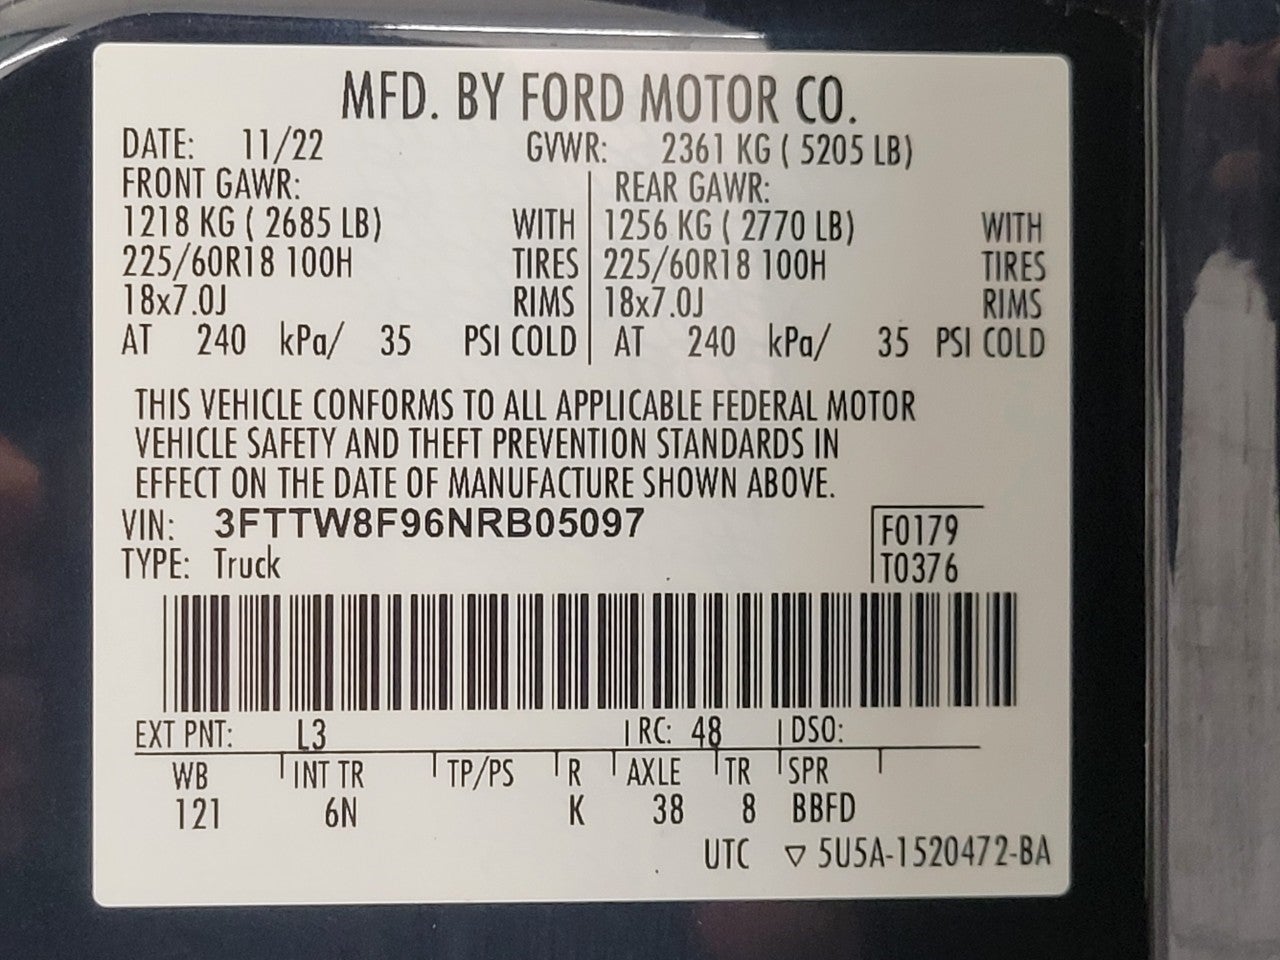 MFD. BY FORD MOTOR CO.
DATE: 11/22 GVWR: 2361 KG ( 5205 LB)
FRONT GAWR: REAR GAWR:
1218 KG ( 2685 LB) WITH 1256 KG ( 2770 LB) WITH
225/60R18 100H TIRES 225/60R18 100H TIRES
18x7.0J RIMS 18x7.0J RIMS
AT 240 kPa/ 35 PSI COLD AT 240 kPa/ 35 PSI COLD
THIS VEHICLE CONFORMS TO ALL APPLICABLE FEDERAL MOTOR
VEHICLE SAFETY AND THEFT PREVENTION STANDARDS IN
EFFECT ON THE DATE OF MANUFACTURE SHOWN ABOVE.
VIN: 3FTTW8F96NRB05097 F0179
TYPE: Truck T0376
EXT PNT: L3 RC: 48 DSO:
WB INT TR TP/PS R AXLE TR SPR
121 6N K 38 8 BBFD
UTC ▽ 5U5A-1520472-BA